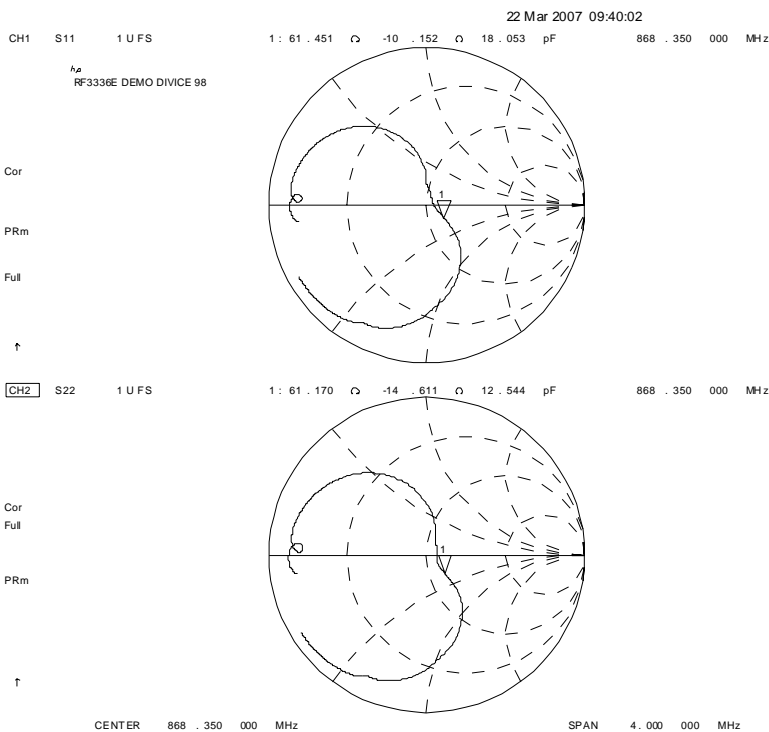 22 Mar 2007 09:40:02
CH1 S11 1 U FS 1: 61 . 451 Ω -10 . 152 Ω 18 . 053 pF 868 . 350 000 MHz
hp
RF3336E DEMO DIVICE 98
1
Cor
PRm
Full
↑
CH2 S22 1 U FS 1: 61 . 170 Ω -14 . 611 Ω 12 . 544 pF 868 . 350 000 MHz
Cor
Full
1
PRm
↑
CENTER 868 . 350 000 MHz SPAN 4. 000 000 MHz